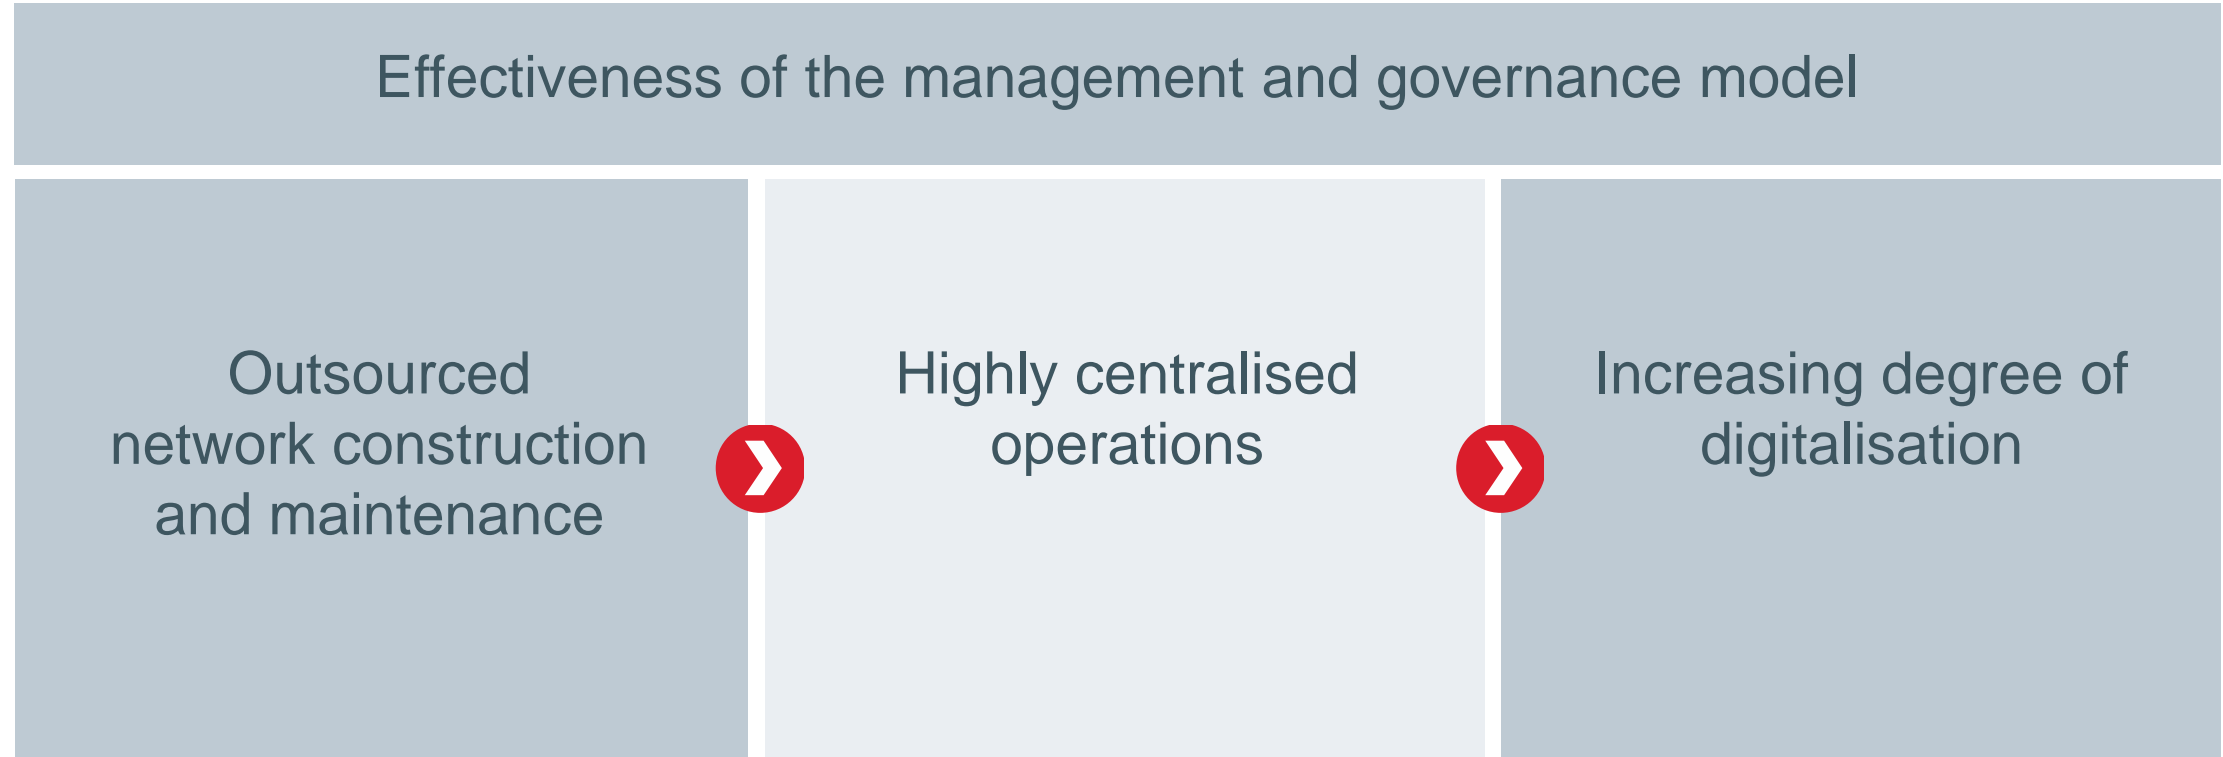 Effectiveness of the management and governance model
Outsourced
network construction
and maintenance
Highly centralised
operations
Increasing degree of
digitalisation